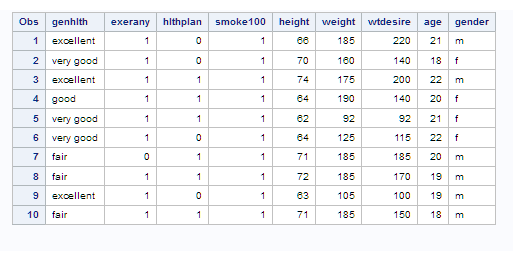 Obs genhlth exerany hlthplan smoke100 height weight wtdesire age gender
1 excellent 1 0 1 66 185 220 21 m
2 very good 0 0 1 70 160 140 18 f
3 excellent 1 1 1 74 175 200 22 m
4 good 1 1 1 64 190 140 20 f
5 very good 1 1 1 62 92 92 21 f
6 very good 1 0 1 64 125 115 22 f
7 fair 0 1 1 71 185 185 20 m
8 fair 1 1 1 72 185 170 19 m
9 excellent 1 0 1 63 105 100 19 m
10 fair 1 1 1 71 185 150 18 m